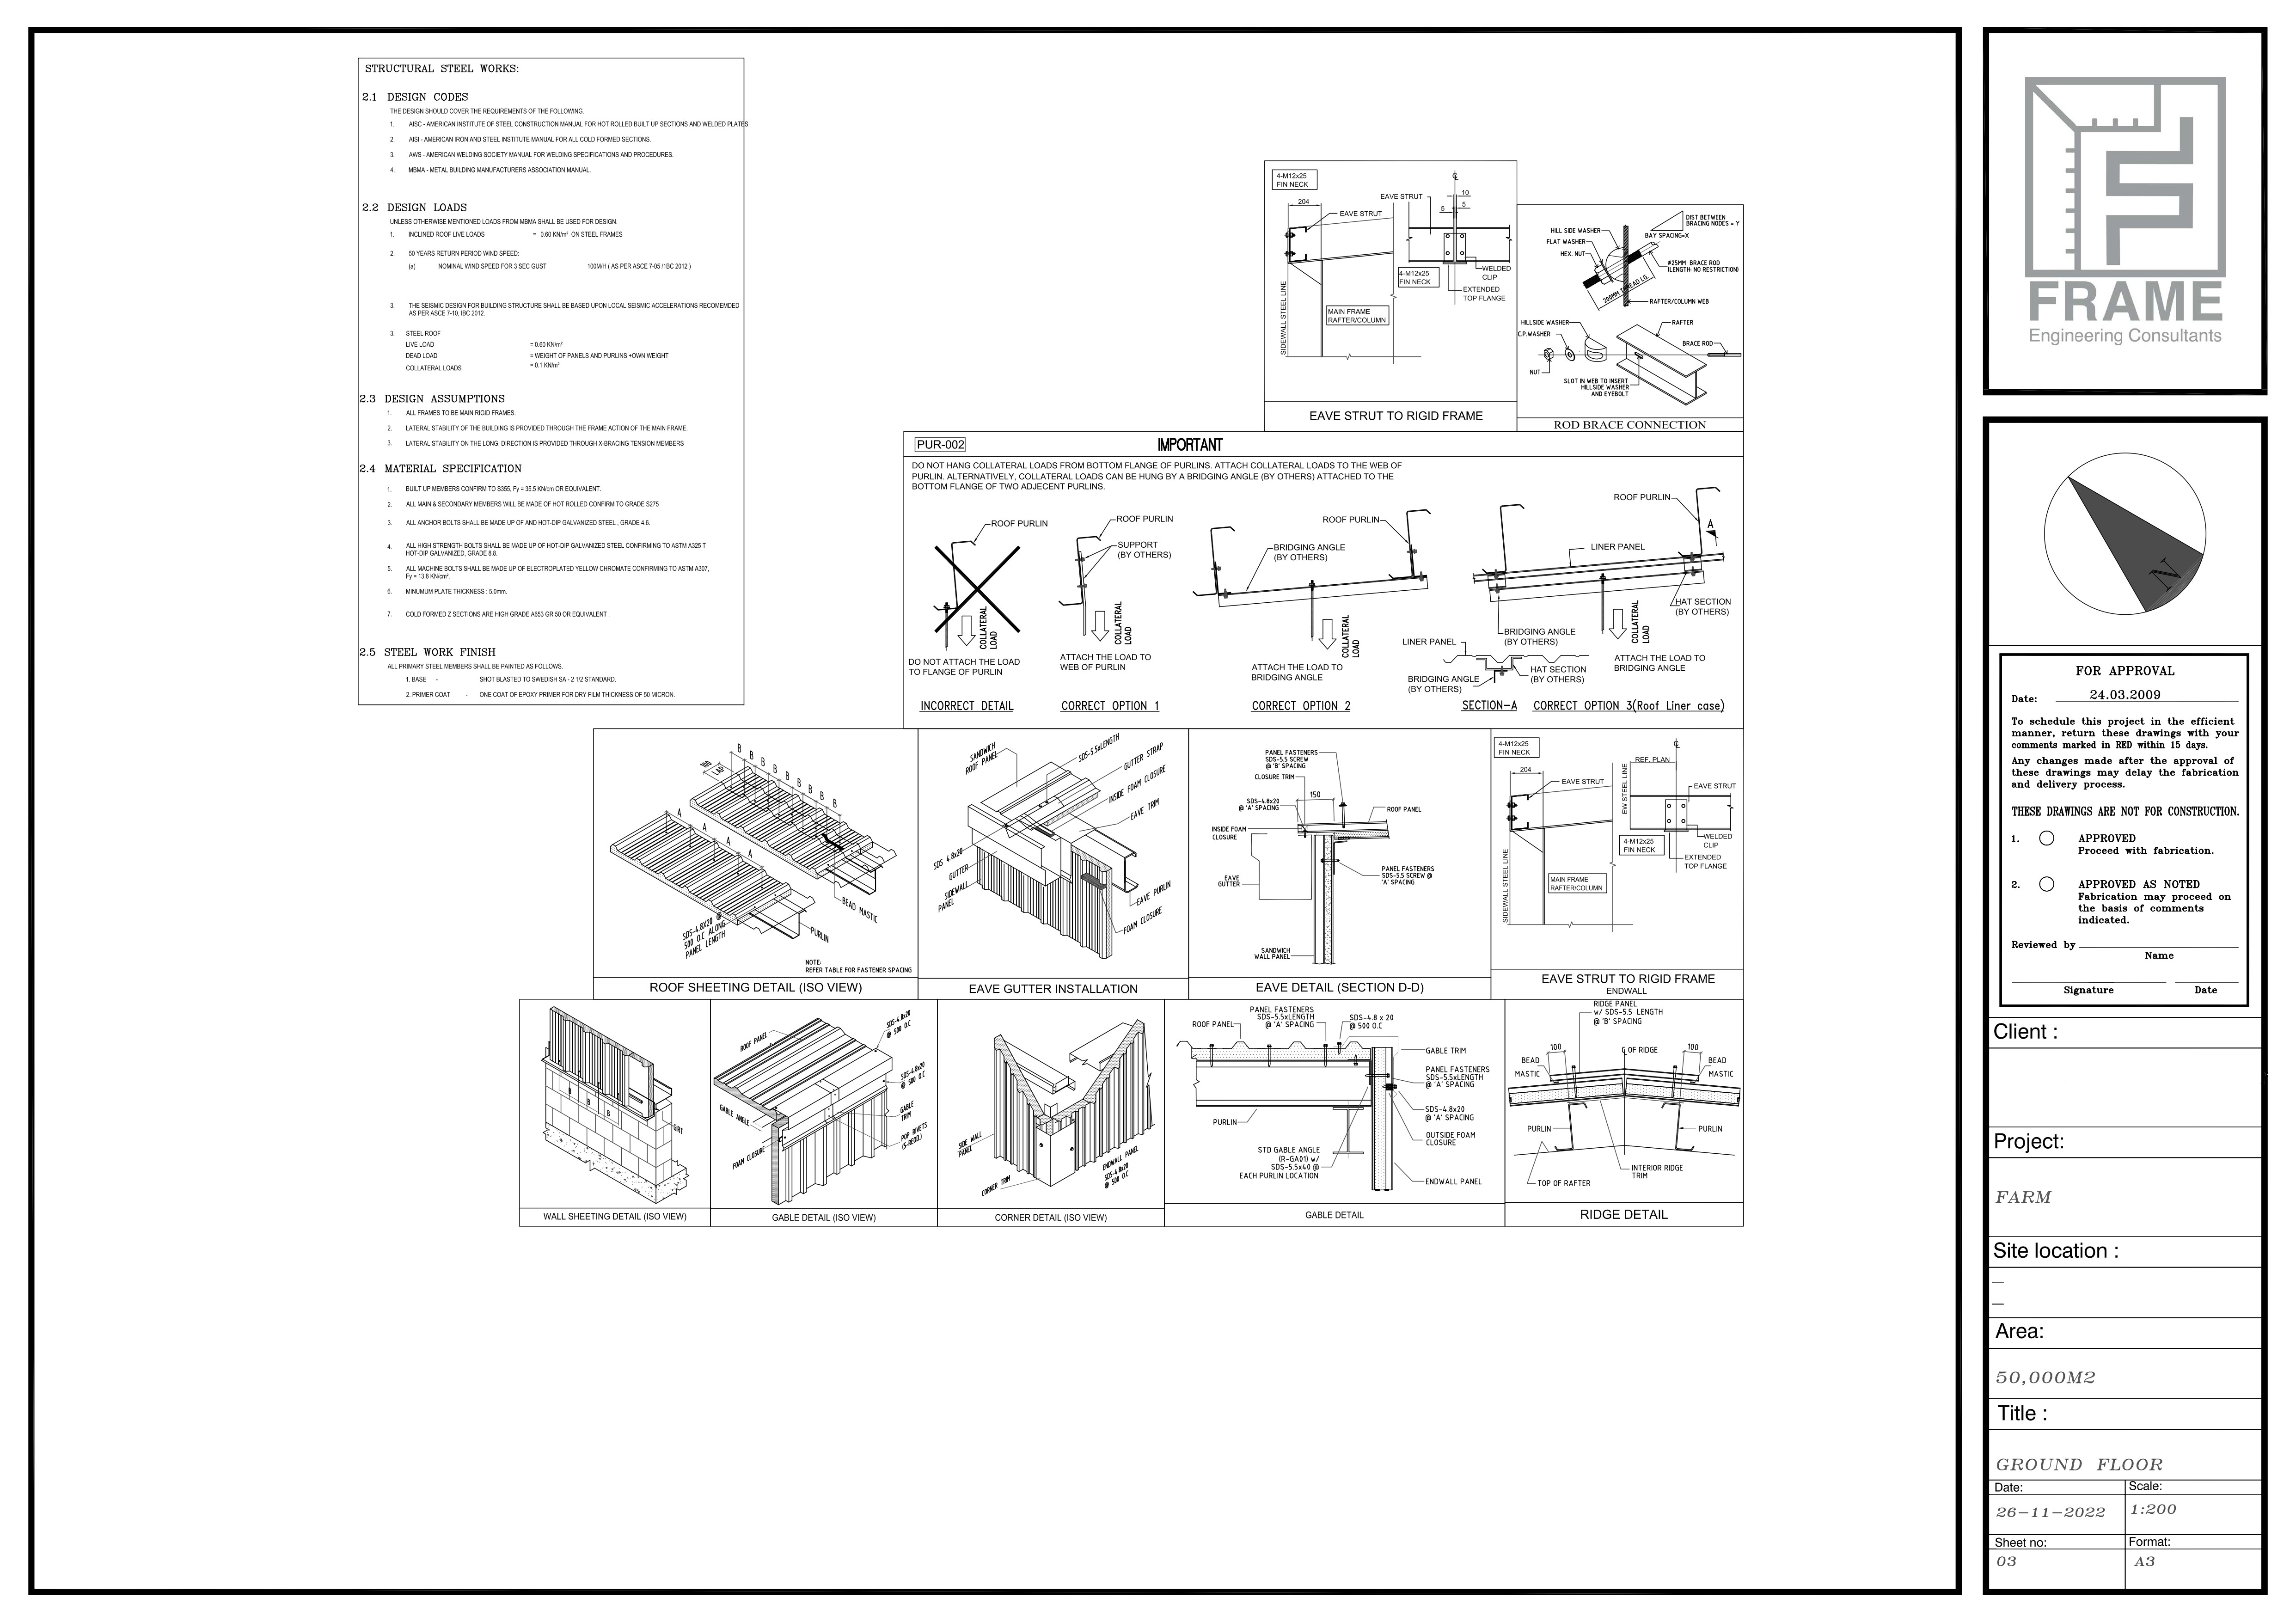 STRUCTURAL STEEL WORKS:
2.1 DESIGN CODES
THE DESIGN SHOULD COVER THE REQUIREMENTS OF THE FOLLOWING.
1. AISC - AMERICAN INSTITUTE OF STEEL CONSTRUCTION MANUAL FOR HOT ROLLED BUILT UP SECTIONS AND WELDED PLATES.
2. AISI - AMERICAN IRON AND STEEL INSTITUTE MANUAL FOR ALL COLD FORMED SECTIONS.
3. AWS - AMERICAN WELDING SOCIETY MANUAL FOR WELDING SPECIFICATIONS AND PROCEDURES.
4. MBMA - METAL BUILDING MANUFACTURERS ASSOCIATION MANUAL.
2.2 DESIGN LOADS
UNLESS OTHERWISE MENTIONED LOADS FROM MBMA SHALL BE USED FOR DESIGN.
1. INCLINED ROOF LIVE LOADS = 0.60 KN/m² ON STEEL FRAMES
2. 50 YEARS RETURN PERIOD WIND SPEED:
(a) NOMINAL WIND SPEED FOR 3 SEC GUST 100M/H ( AS PER ASCE 7-05 /1BC 2012 )
3. THE SEISMIC DESIGN FOR BUILDING STRUCTURE SHALL BE BASED UPON LOCAL SEISMIC ACCELERATIONS RECOMEMDED
AS PER ASCE 7-10, IBC 2012.
3. STEEL ROOF
LIVE LOAD = 0.60 KN/m²
DEAD LOAD = WEIGHT OF PANELS AND PURLINS +OWN WEIGHT
COLLATERAL LOADS = 0.1 KN/m²
2.3 DESIGN ASSUMPTIONS
1. ALL FRAMES TO BE MAIN RIGID FRAMES.
2. LATERAL STABILITY OF THE BUILDING IS PROVIDED THROUGH THE FRAME ACTION OF THE MAIN FRAME.
3. LATERAL STABILITY ON THE LONG. DIRECTION IS PROVIDED THROUGH X-BRACING TENSION MEMBERS
2.4 MATERIAL SPECIFICATION
1. BUILT UP MEMBERS CONFIRM TO S355, Fy = 35.5 KN/cm OR EQUIVALENT.
2. ALL MAIN & SECONDARY MEMBERS WILL BE MADE OF HOT ROLLED CONFIRM TO GRADE S275
3. ALL ANCHOR BOLTS SHALL BE MADE UP OF AND HOT-DIP GALVANIZED STEEL , GRADE 4.6.
4. ALL HIGH STRENGTH BOLTS SHALL BE MADE UP OF HOT-DIP GALVANIZED STEEL CONFIRMING TO ASTM A325 T
HOT-DIP GALVANIZED, GRADE 8.8.
5. ALL MACHINE BOLTS SHALL BE MADE UP OF ELECTROPLATED YELLOW CHROMATE CONFIRMING TO ASTM A307,
Fy = 13.8 KN/cm².
6. MINUMUM PLATE THICKNESS : 5.0mm.
7. COLD FORMED Z SECTIONS ARE HIGH GRADE A653 GR 50 OR EQUIVALENT .
2.5 STEEL WORK FINISH
ALL PRIMARY STEEL MEMBERS SHALL BE PAINTED AS FOLLOWS.
1. BASE - SHOT BLASTED TO SWEDISH SA - 2 1/2 STANDARD.
2. PRIMER COAT - ONE COAT OF EPOXY PRIMER FOR DRY FILM THICKNESS OF 50 MICRON.
4-M12x25
FIN NECK
204
EAVE STRUT
EAVE STRUT
10
5
5
4-M12x25
FIN NECK
WELDED
CLIP
EXTENDED
TOP FLANGE
MAIN FRAME
RAFTER/COLUMN
SIDEWALL STEEL LINE
EAVE STRUT TO RIGID FRAME
DIST BETWEEN
BRACING NODES = Y
BAY SPACING=X
HILL SIDE WASHER
FLAT WASHER
HEX. NUT
Ø25MM BRACE ROD
(LENGTH: NO RESTRICTION)
200MM THREAD LG.
RAFTER/COLUMN WEB
HILLSIDE WASHER
C.P.WASHER
NUT
RAFTER
BRACE ROD
SLOT IN WEB TO INSERT
HILLSIDE WASHER
AND EYEBOLT
ROD BRACE CONNECTION
PUR-002
IMPORTANT
DO NOT HANG COLLATERAL LOADS FROM BOTTOM FLANGE OF PURLINS. ATTACH COLLATERAL LOADS TO THE WEB OF
PURLIN. ALTERNATIVELY, COLLATERAL LOADS CAN BE HUNG BY A BRIDGING ANGLE (BY OTHERS) ATTACHED TO THE
BOTTOM FLANGE OF TWO ADJECENT PURLINS.
ROOF PURLIN
COLLATERAL
LOAD
DO NOT ATTACH THE LOAD
TO FLANGE OF PURLIN
INCORRECT DETAIL
ROOF PURLIN
SUPPORT
(BY OTHERS)
COLLATERAL
LOAD
ATTACH THE LOAD TO
WEB OF PURLIN
CORRECT OPTION 1
ROOF PURLIN
BRIDGING ANGLE
(BY OTHERS)
COLLATERAL
LOAD
ATTACH THE LOAD TO
BRIDGING ANGLE
CORRECT OPTION 2
ROOF PURLIN
A
LINER PANEL
HAT SECTION
(BY OTHERS)
BRIDGING ANGLE
(BY OTHERS)
COLLATERAL
LOAD
LINER PANEL
HAT SECTION
(BY OTHERS)
BRIDGING ANGLE
(BY OTHERS)
ATTACH THE LOAD TO
BRIDGING ANGLE
SECTION-A
CORRECT OPTION 3(Roof Liner case)
100
LAP
B B B B B B B B B
A A A A
BEAD MASTIC
PURLIN
SDS-4.8X20 @
500 O.C ALONG
PANEL LENGTH
NOTE:
REFER TABLE FOR FASTENER SPACING
ROOF SHEETING DETAIL (ISO VIEW)
SANDWICH
ROOF PANEL
SDS-5.5xLENGTH
GUTTER STRAP
INSIDE FOAM CLOSURE
EAVE TRIM
SDS 4.8x20
GUTTER
SIDEWALL
PANEL
EAVE PURLIN
FOAM CLOSURE
EAVE GUTTER INSTALLATION
PANEL FASTENERS
SDS-5.5 SCREW
@ 'B' SPACING
CLOSURE TRIM
150
SDS-4.8x20
@ 'A' SPACING
ROOF PANEL
INSIDE FOAM
CLOSURE
EAVE
GUTTER
PANEL FASTENERS
SDS-5.5 SCREW @
'A' SPACING
SANDWICH
WALL PANEL
EAVE DETAIL (SECTION D-D)
4-M12x25
FIN NECK
204
EAVE STRUT
REF. PLAN
EW STEEL LINE
EAVE STRUT
WELDED
CLIP
4-M12x25
FIN NECK
EXTENDED
TOP FLANGE
MAIN FRAME
RAFTER/COLUMN
SIDEWALL STEEL LINE
EAVE STRUT TO RIGID FRAME
ENDWALL
B B B
GIRT
WALL SHEETING DETAIL (ISO VIEW)
ROOF PANEL
SDS-4.8x20
@ 500 O.C
SDS-4.8x20
@ 500 O.C
GABLE ANGLE
GABLE
TRIM
POP RIVETS
(5-REQD.)
FOAM CLOSURE
GABLE DETAIL (ISO VIEW)
SIDE WALL
PANEL
CORNER TRIM
ENDWALL PANEL
SDS-4.8x20
@ 500 O.C
CORNER DETAIL (ISO VIEW)
PANEL FASTENERS
SDS-5.5xLENGTH
@ 'A' SPACING
ROOF PANEL
SDS-4.8 x 20
@ 500 O.C
GABLE TRIM
PANEL FASTENERS
SDS-5.5xLENGTH
@ 'A' SPACING
SDS-4.8x20
@ 'A' SPACING
OUTSIDE FOAM
CLOSURE
PURLIN
STD GABLE ANGLE
(R-GA01) w/
SDS-5.5x40 @
EACH PURLIN LOCATION
ENDWALL PANEL
GABLE DETAIL
RIDGE PANEL
w/ SDS-5.5 LENGTH
@ 'B' SPACING
100
100
BEAD
MASTIC
℄ OF RIDGE
BEAD
MASTIC
PURLIN
PURLIN
INTERIOR RIDGE
TRIM
TOP OF RAFTER
RIDGE DETAIL
FRAME
Engineering Consultants
N
FOR APPROVAL
Date: 24.03.2009
To schedule this project in the efficient
manner, return these drawings with your
comments marked in RED within 15 days.
Any changes made after the approval of
these drawings may delay the fabrication
and delivery process.
THESE DRAWINGS ARE NOT FOR CONSTRUCTION.
1. APPROVED
Proceed with fabrication.
2. APPROVED AS NOTED
Fabrication may proceed on
the basis of comments
indicated.
Reviewed by
Name
Signature Date
Client :
Project:
FARM
Site location :
Area:
50,000M2
Title :
GROUND FLOOR
Date: Scale:
26-11-2022 1:200
Sheet no: Format:
03 A3